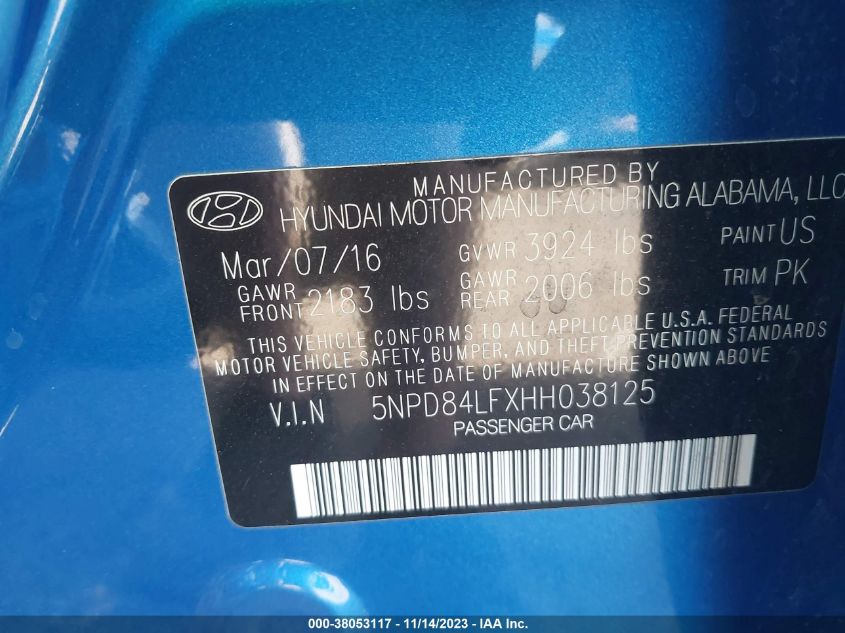 MANUFACTURED BY
HYUNDAI MOTOR MANUFACTURING ALABAMA, LLC
Mar/07/16 GVWR 3924 lbs PAINT US
GAWR FRONT 2183 lbs GAWR REAR 2006 lbs TRIM PK
THIS VEHICLE CONFORMS TO ALL APPLICABLE U.S.A. FEDERAL
MOTOR VEHICLE SAFETY, BUMPER, AND THEFT PREVENTION STANDARDS
IN EFFECT ON THE DATE OF MANUFACTURE SHOWN ABOVE
V.I.N 5NPD84LFXHH038125
PASSENGER CAR
000-38053117 - 11/14/2023 - IAA Inc.